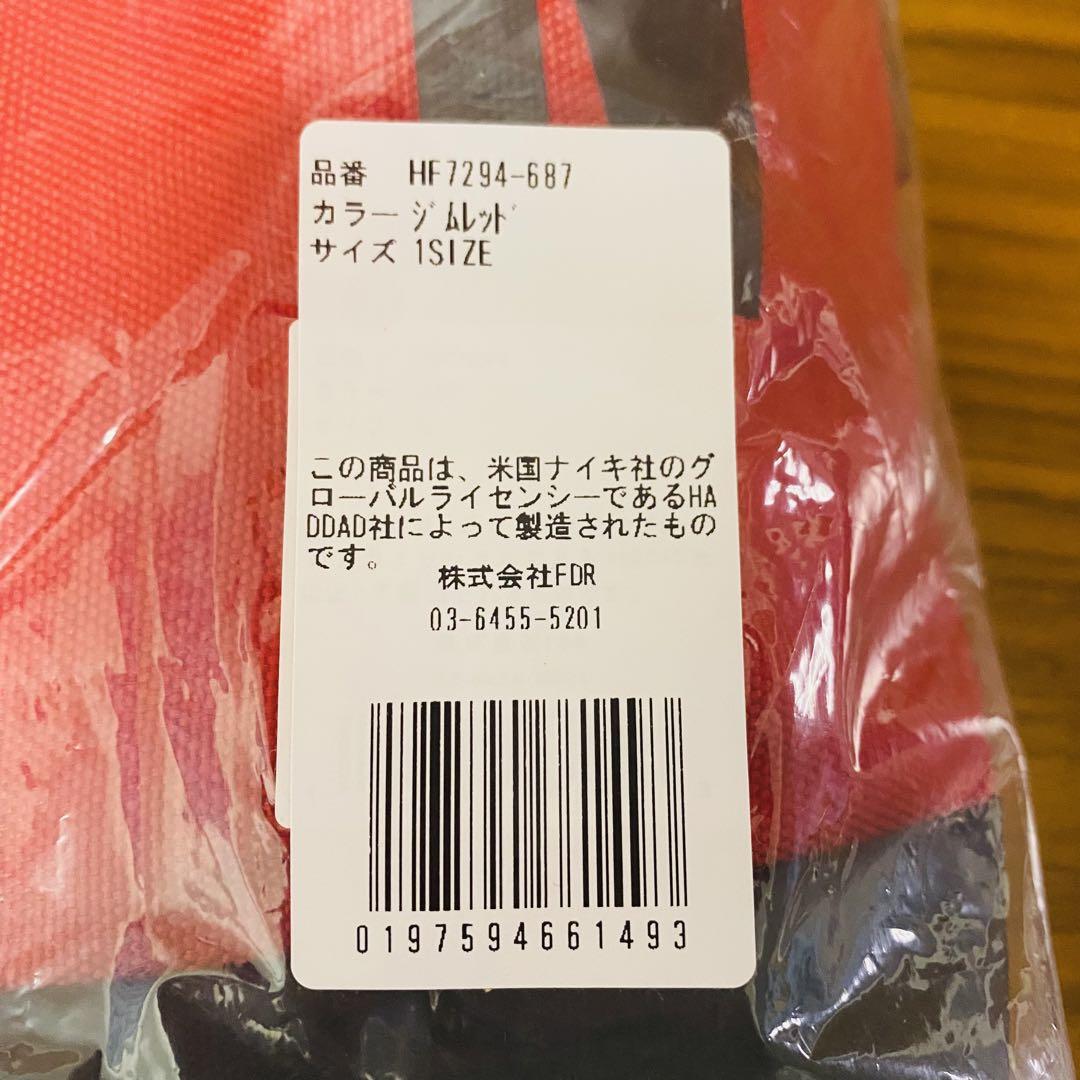 品番 HF7294-687
カラー ｼﾞﾑﾚｯﾄﾞ
サイズ 1SIZE
この商品は、米国ナイキ社のグ
ローバルライセンシーであるHA
DDAD社によって製造されたもの
です。
株式会社FDR
03-6455-5201
0197594661493